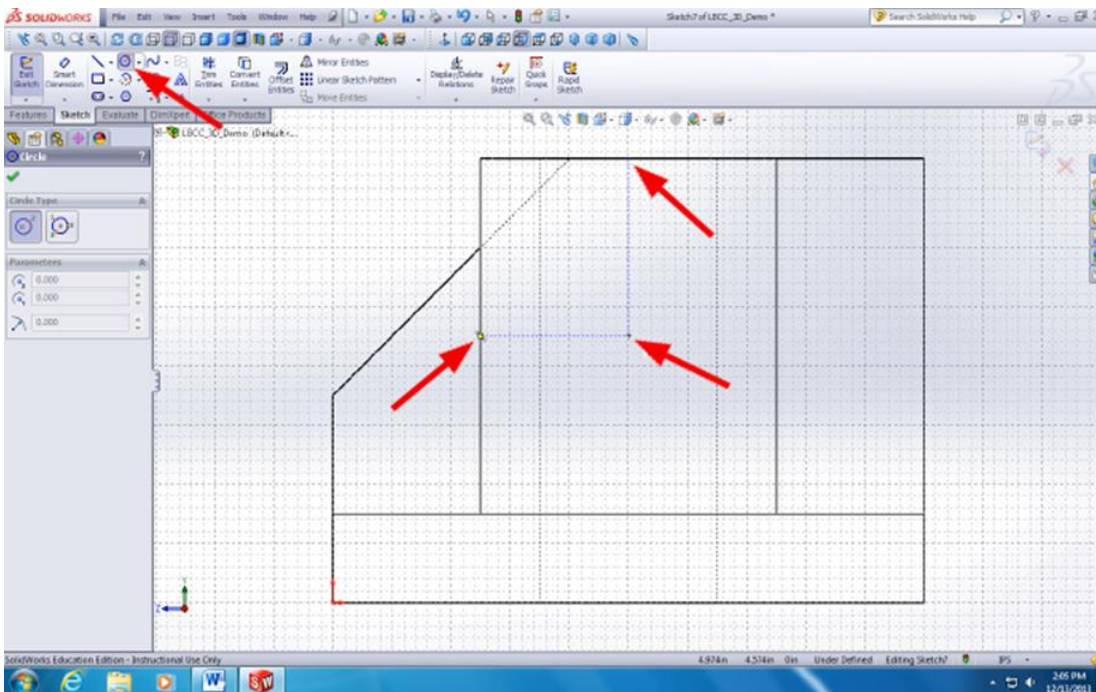 SOLIDWORKS File Edit View Insert Tools Window Help Sketch7 of LBCC_3D_Demo * Search SolidWorks Help
Exit Sketch
Smart Dimension
Trim Entities
Convert Entities
Offset Entities
Mirror Entities
Linear Sketch Pattern
Move Entities
Display/Delete Relations
Repair Sketch
Quick Snaps
Rapid Sketch
Features Sketch Evaluate DimXpert Office Products
LBCC_3D_Demo (Default<...
Circle ?
Circle Type
Parameters
0.000
0.000
0.000
Y
Z
SolidWorks Education Edition - Instructional Use Only 4.974in 4.574in 0in Under Defined Editing Sketch7 IPS
2:05 PM
12/13/2013